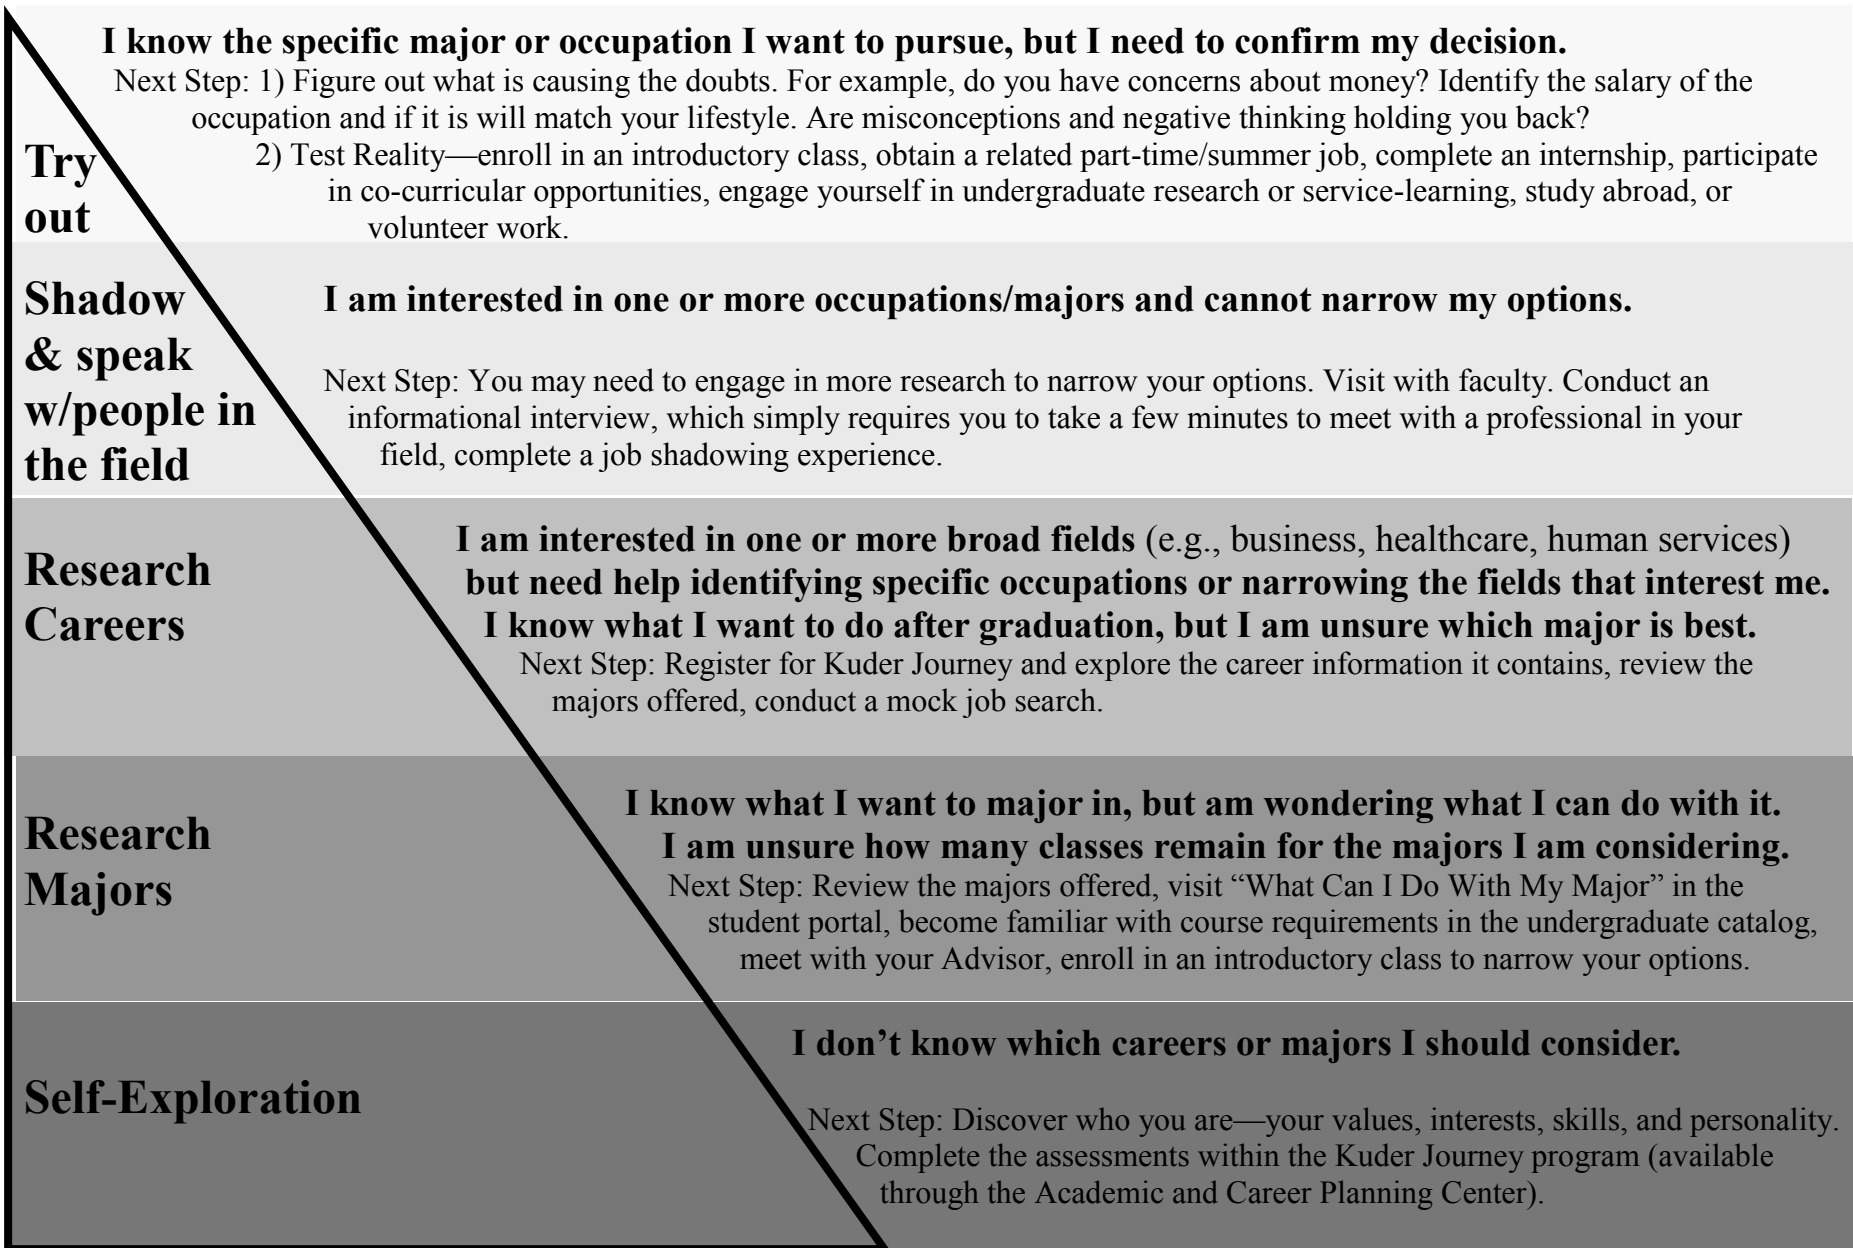 I know the specific major or occupation I want to pursue, but I need to confirm my decision.
Next Step: 1) Figure out what is causing the doubts. For example, do you have concerns about money? Identify the salary of the
occupation and if it is will match your lifestyle. Are misconceptions and negative thinking holding you back?
2) Test Reality—enroll in an introductory class, obtain a related part-time/summer job, complete an internship, participate
in co-curricular opportunities, engage yourself in undergraduate research or service-learning, study abroad, or
volunteer work.
Try
out
Shadow
& speak
w/people in
the field
I am interested in one or more occupations/majors and cannot narrow my options.
Next Step: You may need to engage in more research to narrow your options. Visit with faculty. Conduct an
informational interview, which simply requires you to take a few minutes to meet with a professional in your
field, complete a job shadowing experience.
Research
Careers
I am interested in one or more broad fields (e.g., business, healthcare, human services)
but need help identifying specific occupations or narrowing the fields that interest me.
I know what I want to do after graduation, but I am unsure which major is best.
Next Step: Register for Kuder Journey and explore the career information it contains, review the
majors offered, conduct a mock job search.
Research
Majors
I know what I want to major in, but am wondering what I can do with it.
I am unsure how many classes remain for the majors I am considering.
Next Step: Review the majors offered, visit “What Can I Do With My Major” in the
student portal, become familiar with course requirements in the undergraduate catalog,
meet with your Advisor, enroll in an introductory class to narrow your options.
Self-Exploration
I don’t know which careers or majors I should consider.
Next Step: Discover who you are—your values, interests, skills, and personality.
Complete the assessments within the Kuder Journey program (available
through the Academic and Career Planning Center).